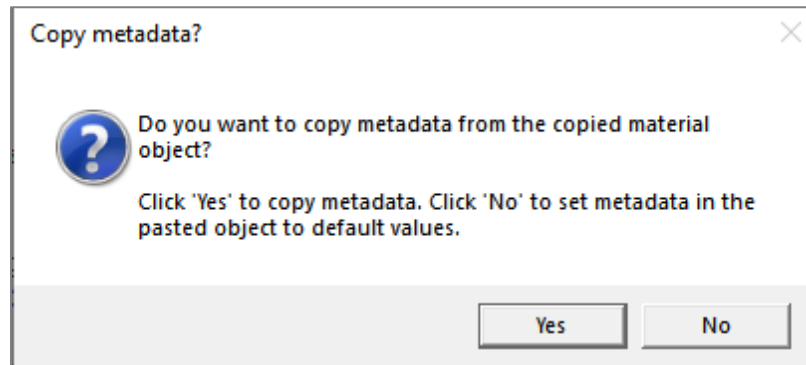 Copy metadata?
Do you want to copy metadata from the copied material
object?
Click 'Yes' to copy metadata. Click 'No' to set metadata in the
pasted object to default values.
Yes
No